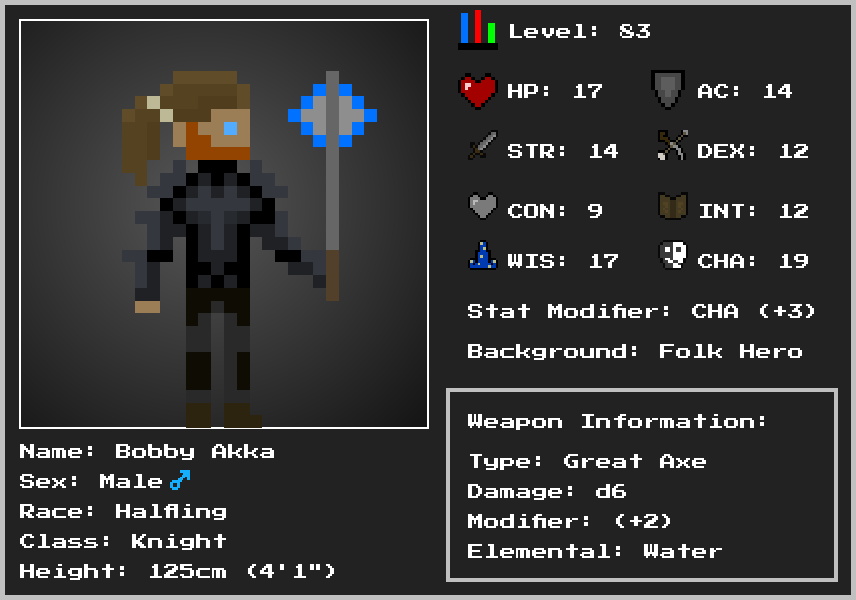 Level: 83
HP: 17
AC: 14
STR: 14
DEX: 12
CON: 9
INT: 12
WIS: 17
CHA: 19
Stat Modifier: CHA (+3)
Background: Folk Hero
Name: Bobby Akka
Sex: Male♂
Race: Halfling
Class: Knight
Height: 125cm (4'1")
Weapon Information:
Type: Great Axe
Damage: d6
Modifier: (+2)
Elemental: Water